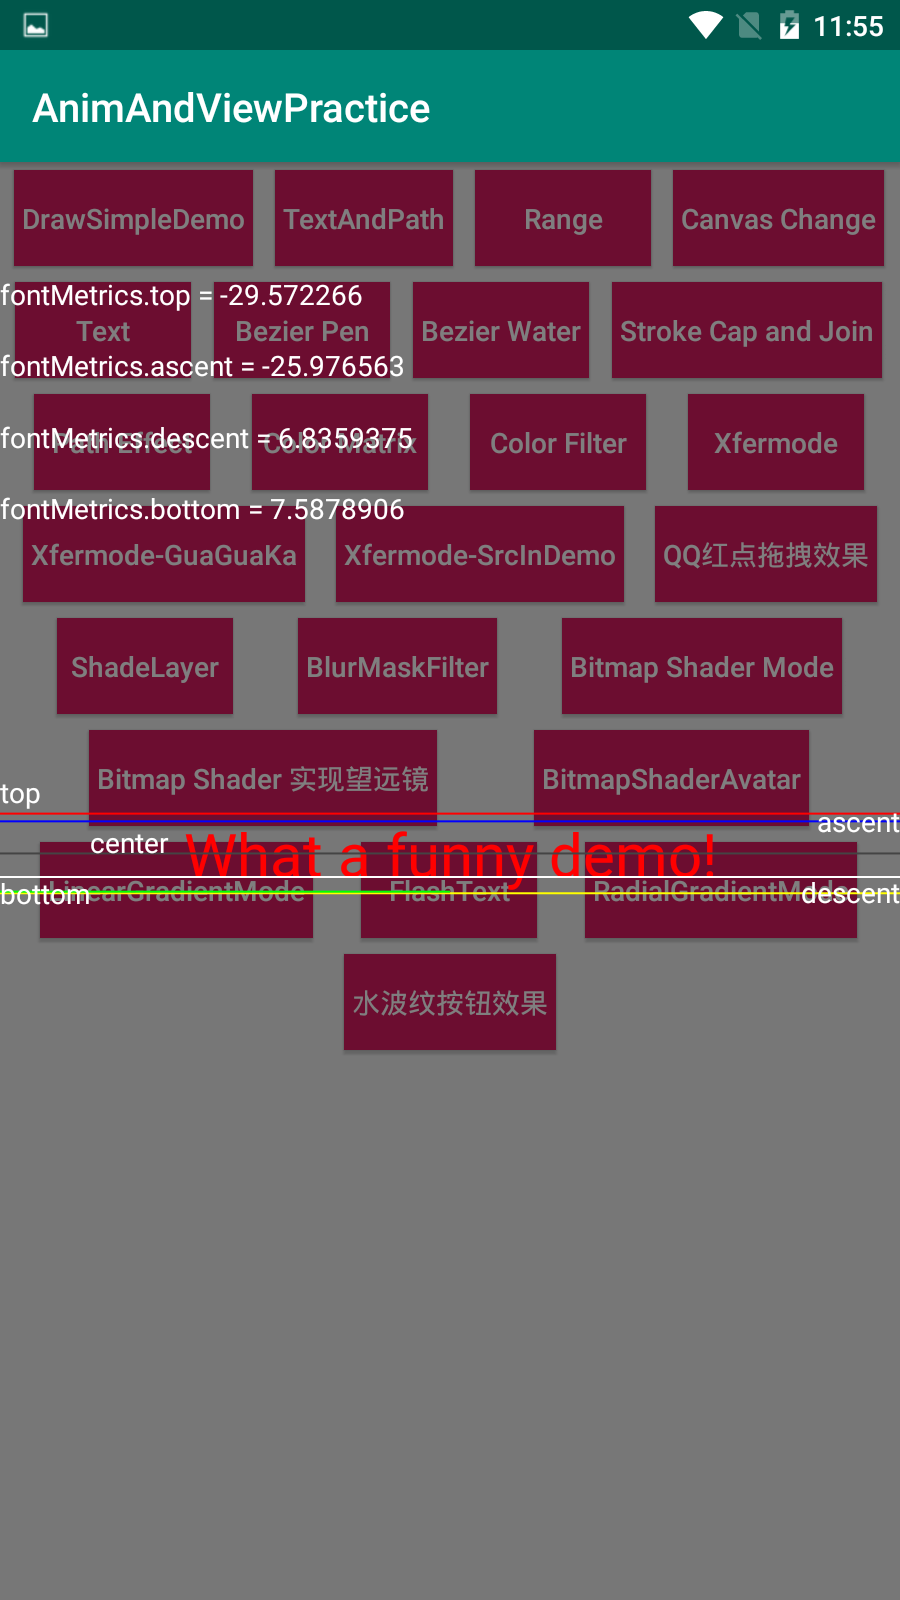 11:55
AnimAndViewPractice
DrawSimpleDemo TextAndPath Range Canvas Change
fontMetrics.top = -29.572266
Text Bezier Pen Bezier Water Stroke Cap and Join
fontMetrics.ascent = -25.976563
fontMetrics.descent = 6.8359375
Path Effect Color Matrix Color Filter Xfermode
fontMetrics.bottom = 7.5878906
Xfermode-GuaGuaKa Xfermode-SrcInDemo QQ红点拖拽效果
ShadeLayer BlurMaskFilter Bitmap Shader Mode
Bitmap Shader 实现望远镜 BitmapShaderAvatar
top
ascent
center
What a funny demo!
LinearGradientMode FlashText RadialGradientMode
bottom
descent
水波纹按钮效果